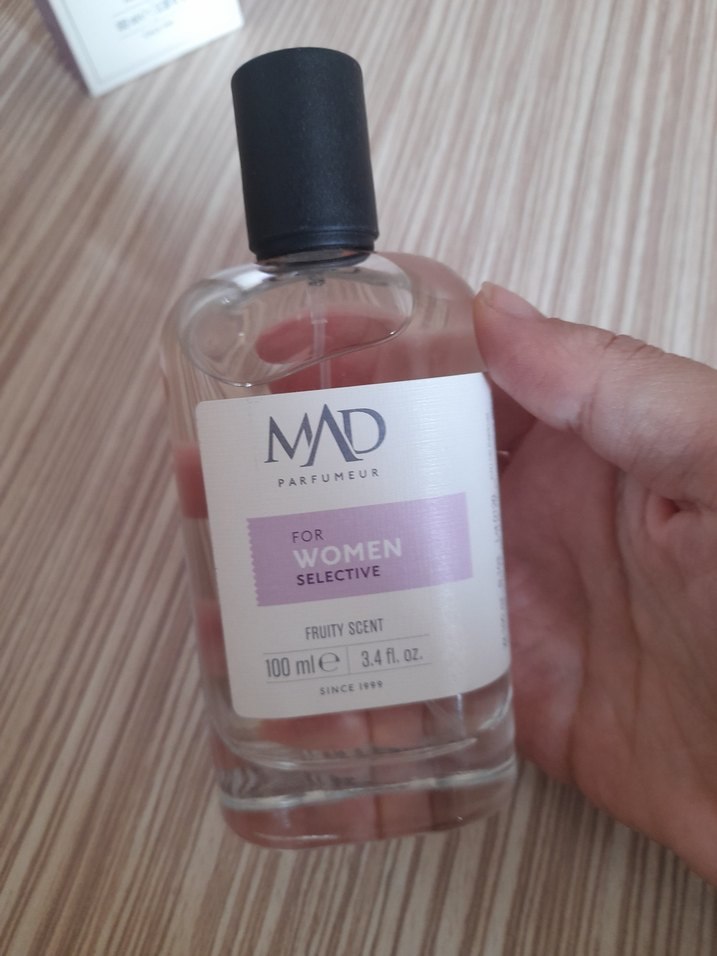 MAD
PARFUMEUR
FOR
WOMEN
SELECTIVE
FRUITY SCENT
100 ml ℮ 3.4 fl. oz.
SINCE 1999